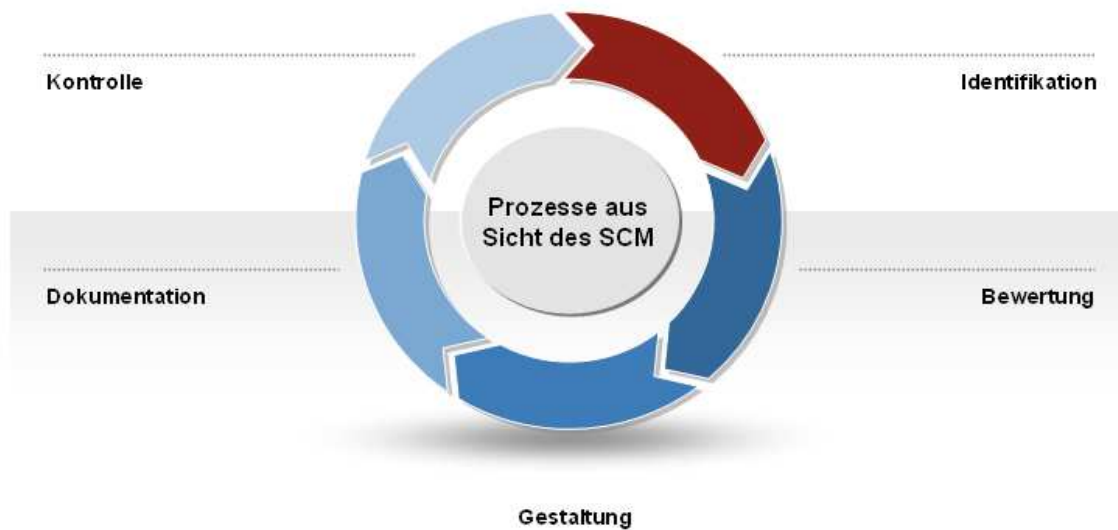 Kontrolle
Identifikation
Prozesse aus
Sicht des SCM
Dokumentation
Bewertung
Gestaltung